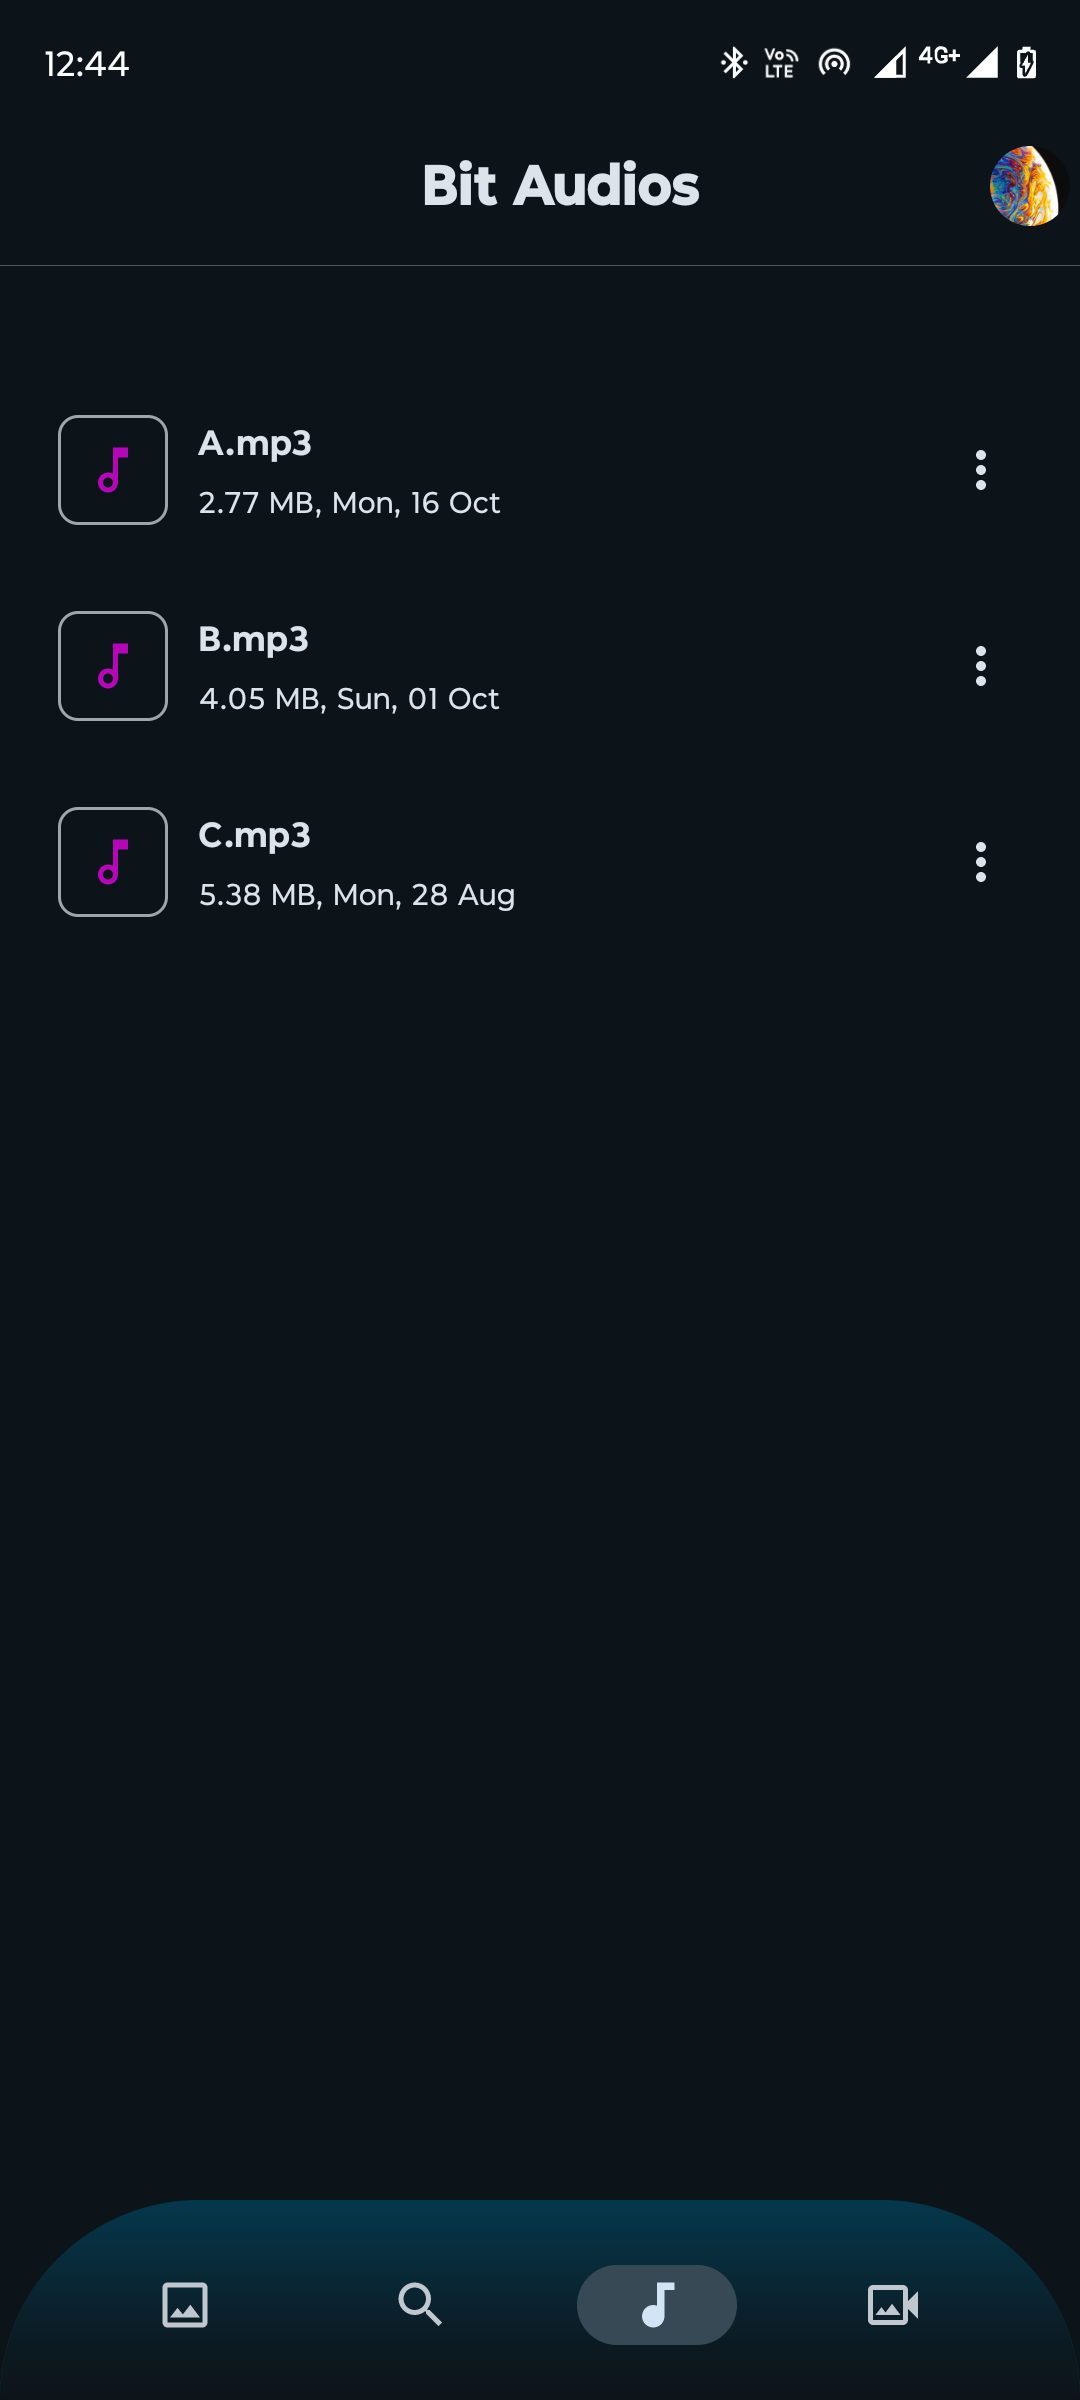 12:44
Vo LTE 4G+
Bit Audios
A.mp3
2.77 MB, Mon, 16 Oct
B.mp3
4.05 MB, Sun, 01 Oct
C.mp3
5.38 MB, Mon, 28 Aug